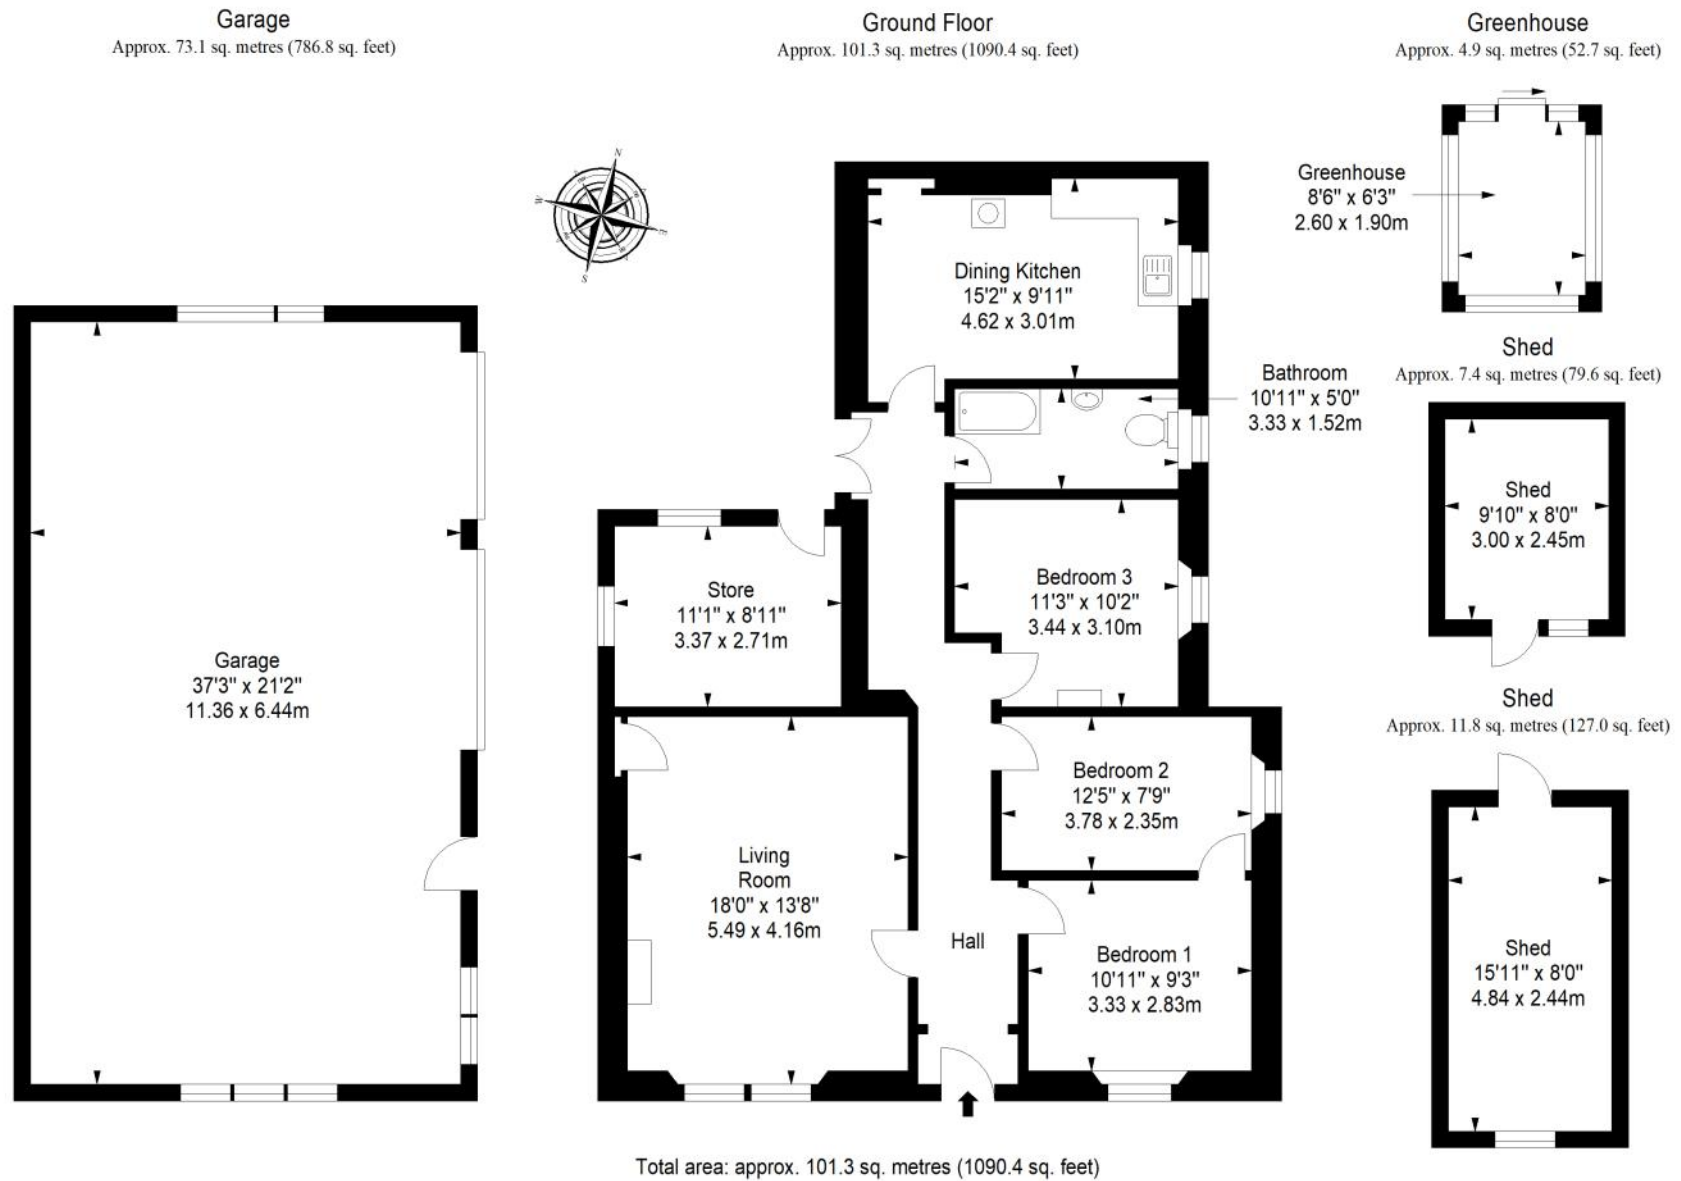 Garage
Approx. 73.1 sq. metres (786.8 sq. feet)
Ground Floor
Approx. 101.3 sq. metres (1090.4 sq. feet)
Greenhouse
Approx. 4.9 sq. metres (52.7 sq. feet)
N
W
E
S
Greenhouse
8'6" x 6'3"
2.60 x 1.90m
Dining Kitchen
15'2" x 9'11"
4.62 x 3.01m
Shed
Approx. 7.4 sq. metres (79.6 sq. feet)
Bathroom
10'11" x 5'0"
3.33 x 1.52m
Shed
9'10" x 8'0"
3.00 x 2.45m
Store
11'1" x 8'11"
3.37 x 2.71m
Bedroom 3
11'3" x 10'2"
3.44 x 3.10m
Garage
37'3" x 21'2"
11.36 x 6.44m
Shed
Approx. 11.8 sq. metres (127.0 sq. feet)
Bedroom 2
12'5" x 7'9"
3.78 x 2.35m
Living
Room
18'0" x 13'8"
5.49 x 4.16m
Hall
Bedroom 1
10'11" x 9'3"
3.33 x 2.83m
Shed
15'11" x 8'0"
4.84 x 2.44m
Total area: approx. 101.3 sq. metres (1090.4 sq. feet)